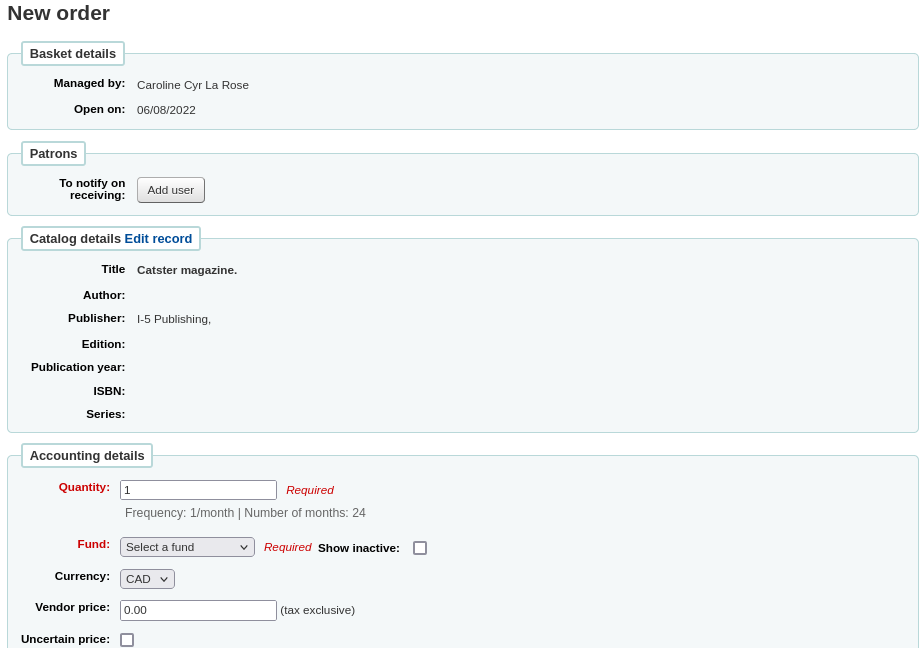 New order
Basket details
Managed by: Caroline Cyr La Rose
Open on: 06/08/2022
Patrons
To notify on
receiving: Add user
Catalog details Edit record
Title Catster magazine.
Author:
Publisher: I-5 Publishing,
Edition:
Publication year:
ISBN:
Series:
Accounting details
Quantity: 1 Required
Frequency: 1/month | Number of months: 24
Fund: Select a fund Required Show inactive:
Currency: CAD
Vendor price: 0.00 (tax exclusive)
Uncertain price: